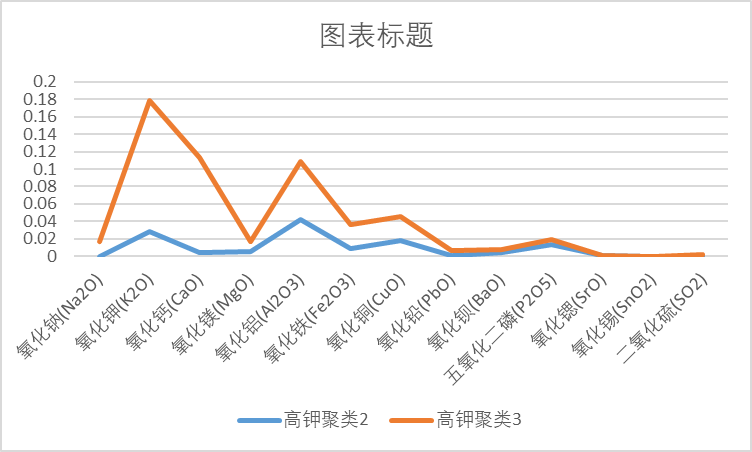 图表标题
0.2
0.18
0.16
0.14
0.12
0.1
0.08
0.06
0.04
0.02
0
氧化钠(Na2O)
氧化钾(K2O)
氧化钙(CaO)
氧化镁(MgO)
氧化铝(Al2O3)
氧化铁(Fe2O3)
氧化铜(CuO)
氧化铅(PbO)
氧化钡(BaO)
五氧化二磷(P2O5)
氧化锶(SrO)
氧化锡(SnO2)
二氧化硫(SO2)
高钾聚类2 高钾聚类3